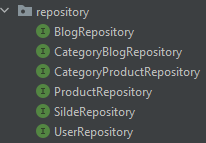 repository
BlogRepository
CategoryBlogRepository
CategoryProductRepository
ProductRepository
SildeRepository
UserRepository